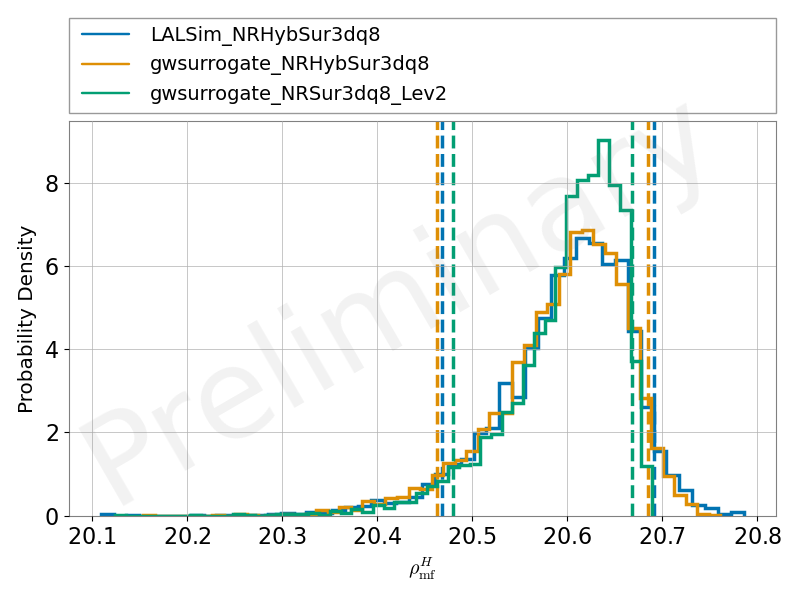 LALSim_NRHybSur3dq8
gwsurrogate_NRHybSur3dq8
gwsurrogate_NRSur3dq8_Lev2
Preliminary
Probability Density
8
6
4
2
0
20.1 20.2 20.3 20.4 20.5 20.6 20.7 20.8
ρ_mf^H